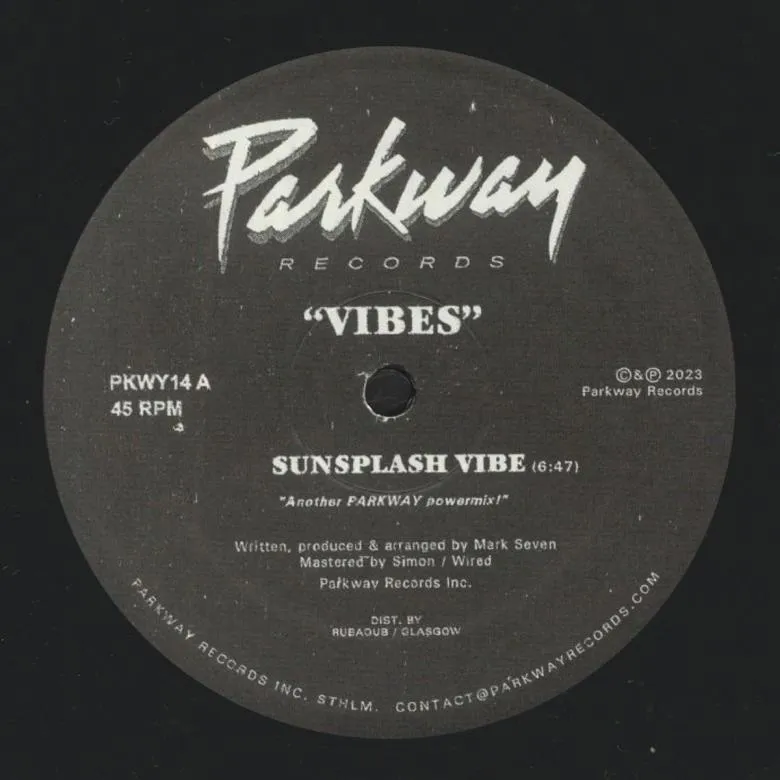 Parkway
RECORDS
“VIBES”
PKWY14 A
45 RPM
©&℗ 2023
Parkway Records
SUNSPLASH VIBE (6:47)
"Another PARKWAY powermix!"
Written, produced & arranged by Mark Seven
Mastered by Simon / Wired
Parkway Records Inc.
DIST. BY
RUBADUB / GLASGOW
PARKWAY RECORDS INC. STHLM. CONTACT@PARKWAYRECORDS.COM